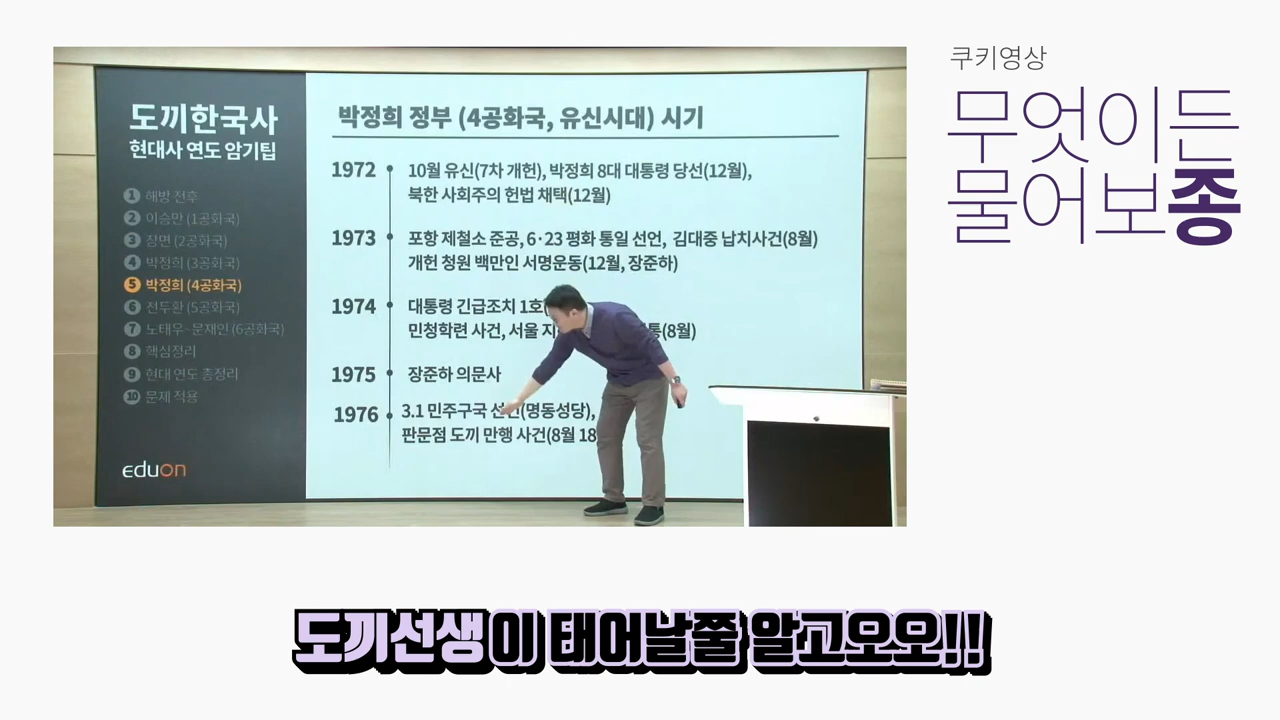 쿠키영상
무엇이든
물어보종
도끼한국사
현대사 연도 암기팁
1 해방 전후
2 이승만 (1공화국)
3 장면 (2공화국)
4 박정희 (3공화국)
5 박정희 (4공화국)
6 전두환 (5공화국)
7 노태우~문재인 (6공화국)
8 핵심정리
9 현대 연도 총정리
10 문제 적용
eduon
박정희 정부 (4공화국, 유신시대) 시기
1972 10월 유신(7차 개헌), 박정희 8대 대통령 당선(12월),
북한 사회주의 헌법 채택(12월)
1973 포항 제철소 준공, 6·23 평화 통일 선언, 김대중 납치사건(8월)
개헌 청원 백만인 서명운동(12월, 장준하)
1974 대통령 긴급조치 1호(
민청학련 사건, 서울 지 통(8월)
1975 장준하 의문사
1976 3.1 민주구국 선언(명동성당),
판문점 도끼 만행 사건(8월 18
도끼선생이 태어날쭐 알고오오!!